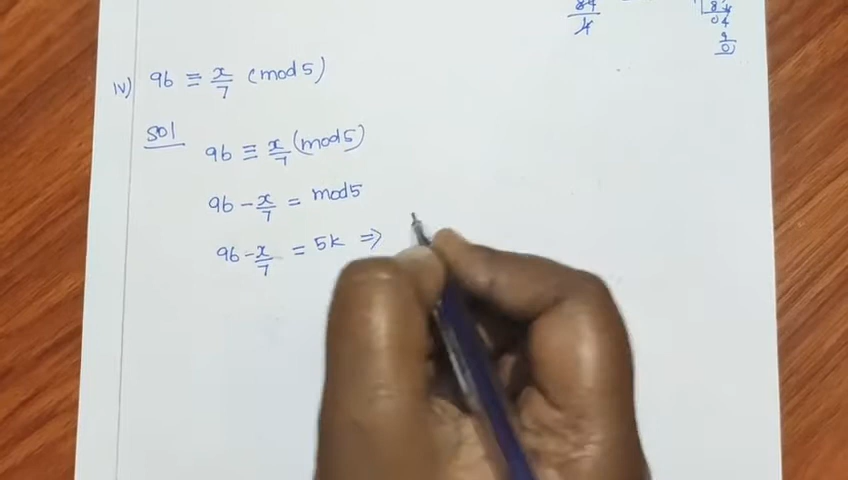 iv) 96 ≡ x/7 (mod 5)
Sol
96 ≡ x/7 (mod 5)
96 - x/7 = mod 5
96 - x/7 = 5k ⇒